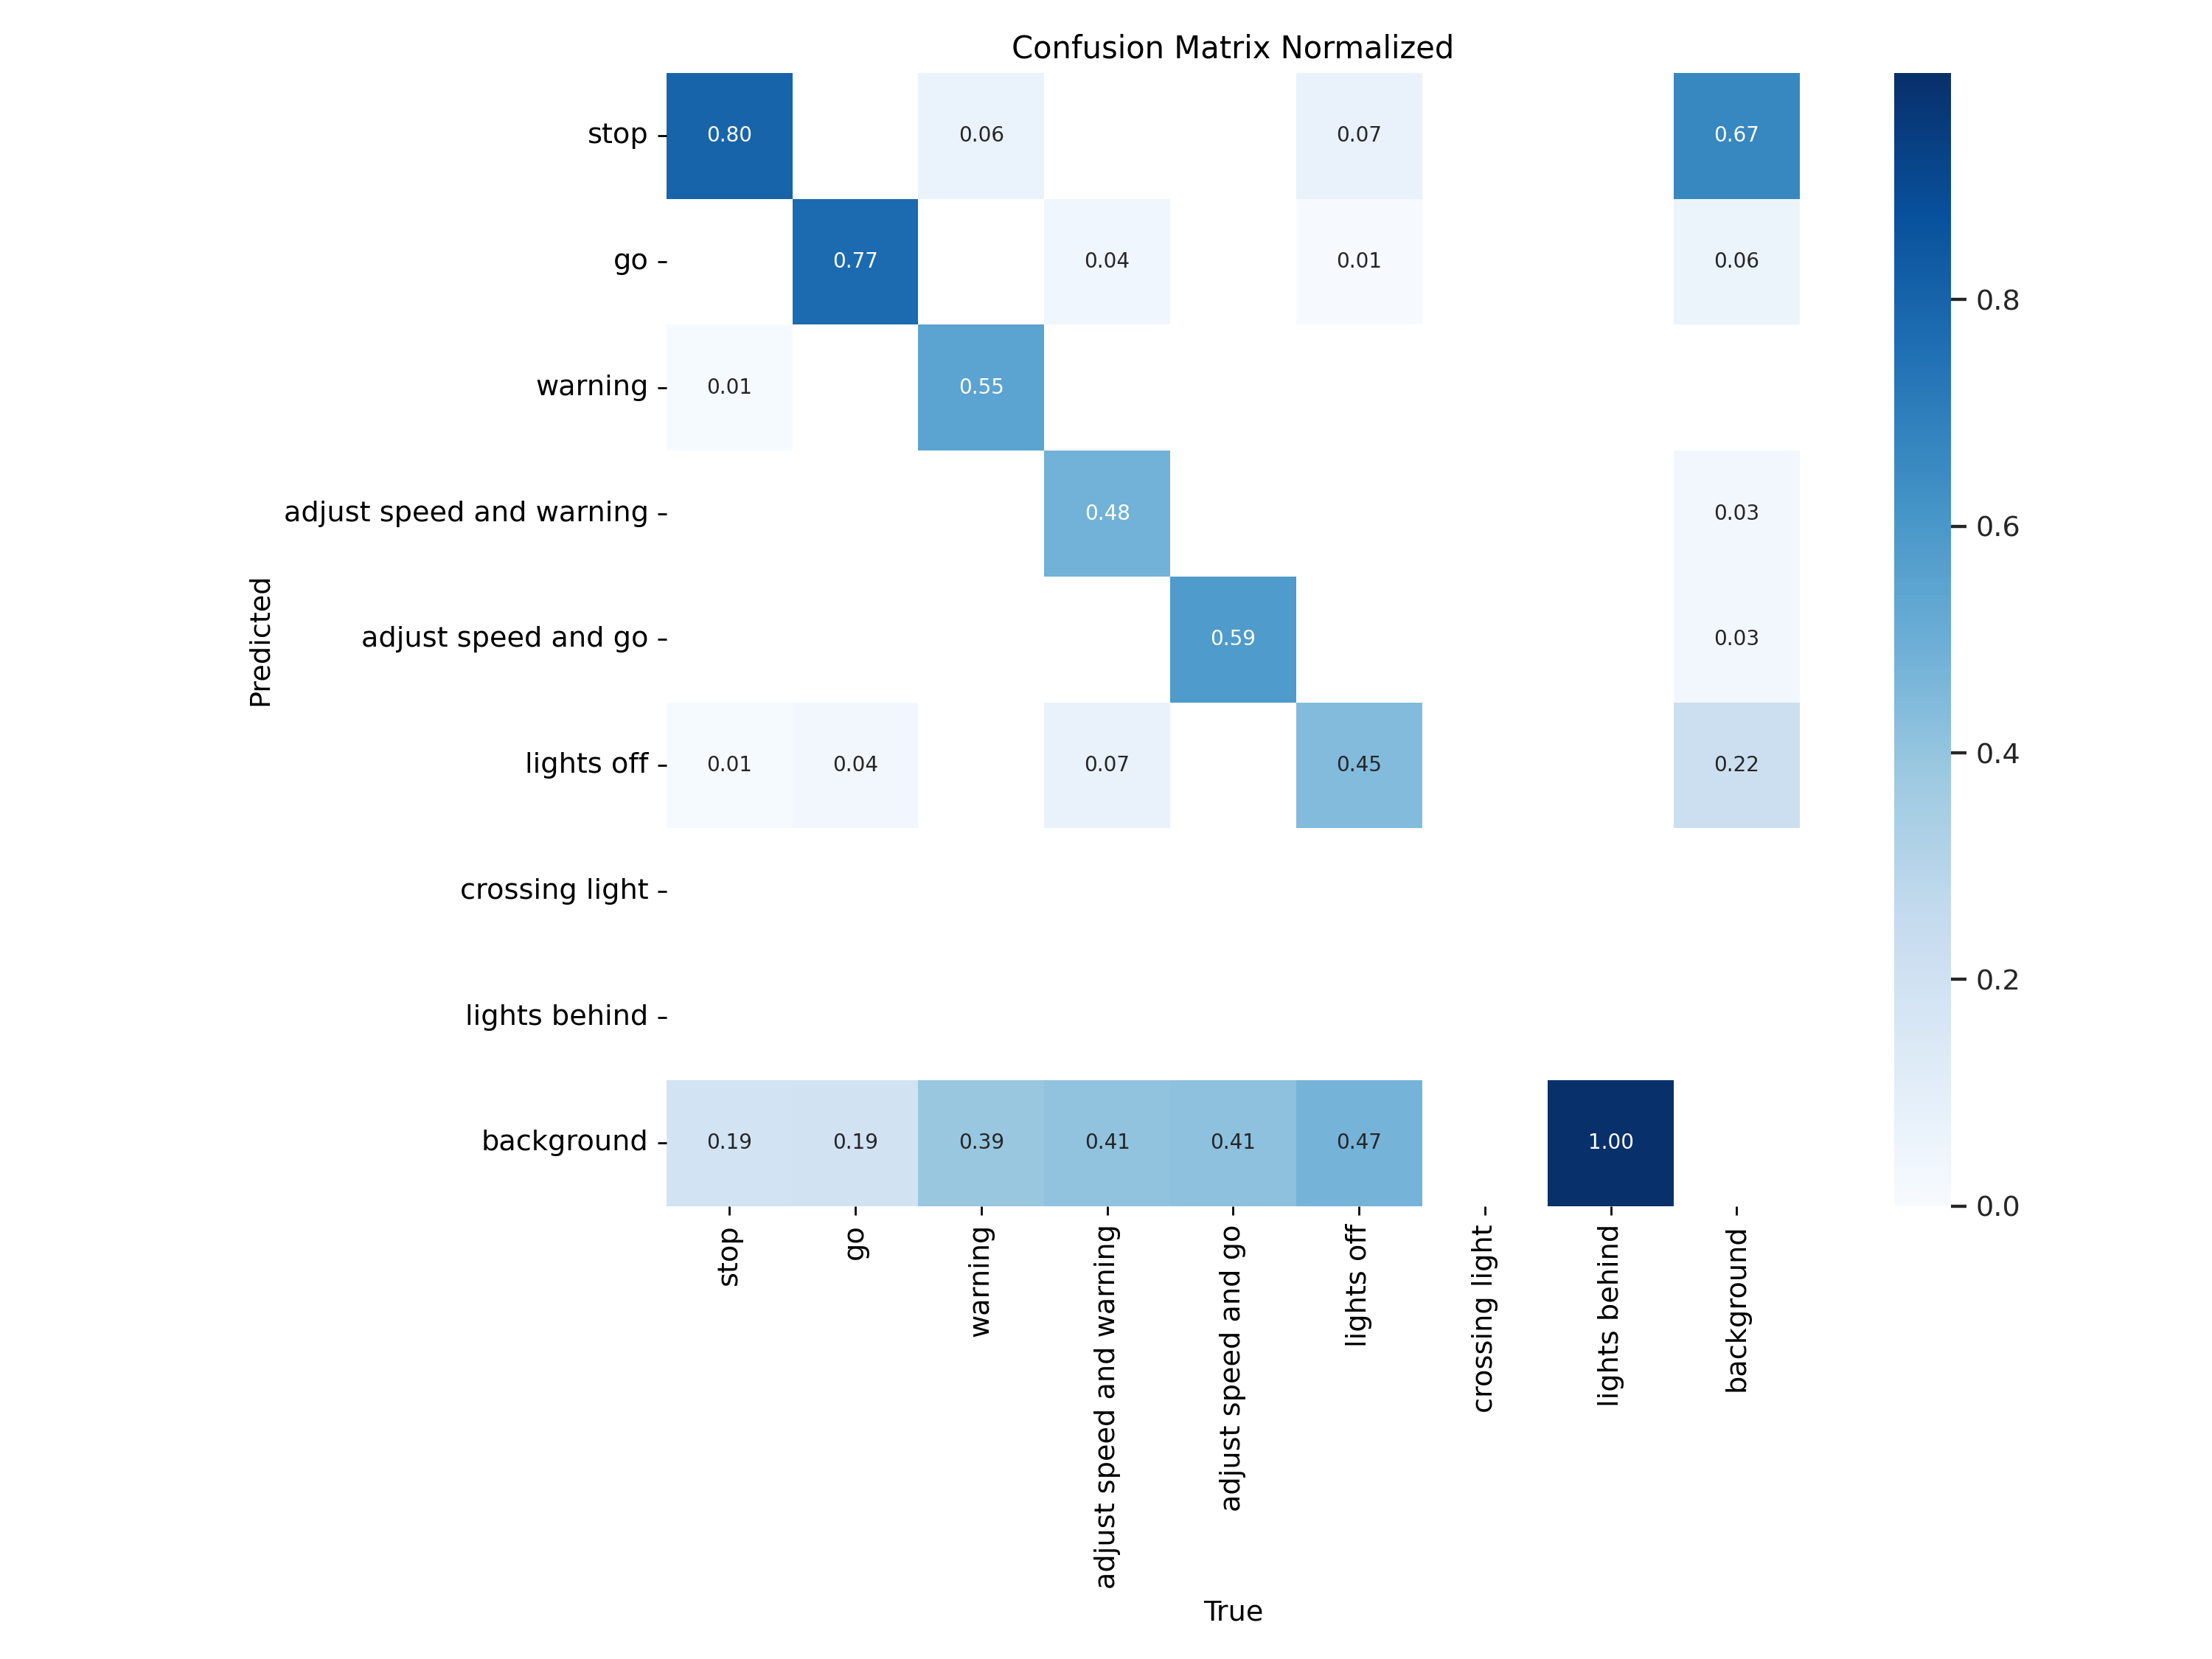 Confusion Matrix Normalized
stop
0.80
0.06
0.07
0.67
go
0.77
0.04
0.01
0.06
warning
0.01
0.55
adjust speed and warning
0.48
0.03
adjust speed and go
0.59
0.03
lights off
0.01
0.04
0.07
0.45
0.22
crossing light
lights behind
background
0.19
0.19
0.39
0.41
0.41
0.47
1.00
Predicted
stop
go
warning
adjust speed and warning
adjust speed and go
lights off
crossing light
lights behind
background
True
0.8
0.6
0.4
0.2
0.0